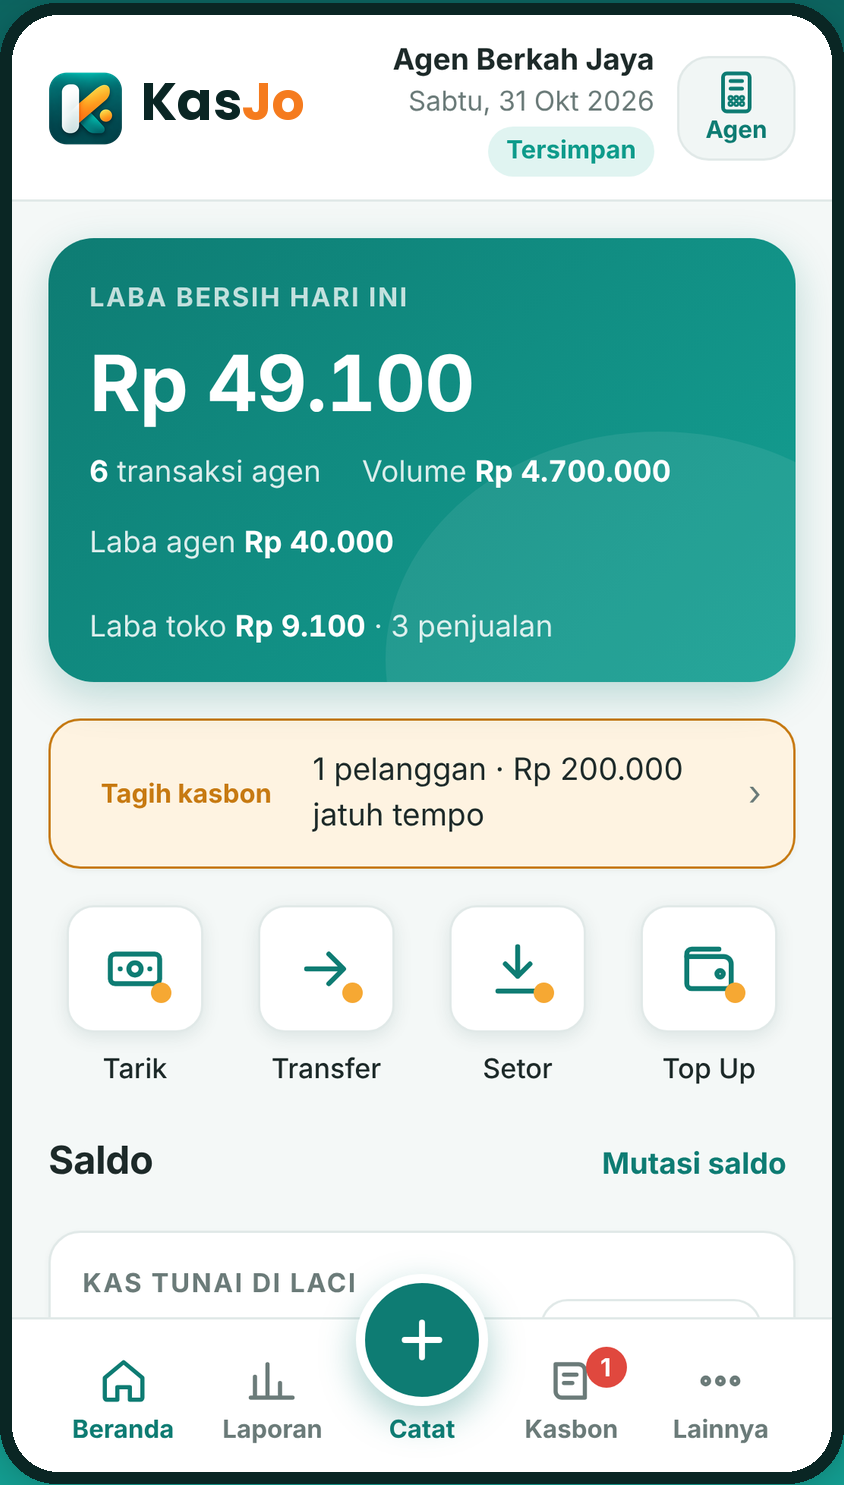 KasJo
Agen Berkah Jaya
Sabtu, 31 Okt 2026
Tersimpan
Agen
LABA BERSIH HARI INI
Rp 49.100
6 transaksi agen Volume Rp 4.700.000
Laba agen Rp 40.000
Laba toko Rp 9.100 · 3 penjualan
Tagih kasbon
1 pelanggan · Rp 200.000
jatuh tempo
›
Tarik
Transfer
Setor
Top Up
Saldo
Mutasi saldo
KAS TUNAI DI LACI
1
Beranda
Laporan
Catat
Kasbon
Lainnya